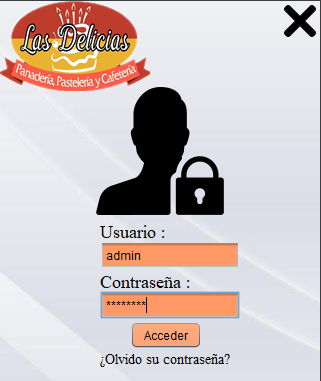 Las Delicias
Panadería, Pastelería y Cafetería
Usuario :
admin
Contraseña :
********
Acceder
¿Olvido su contraseña?